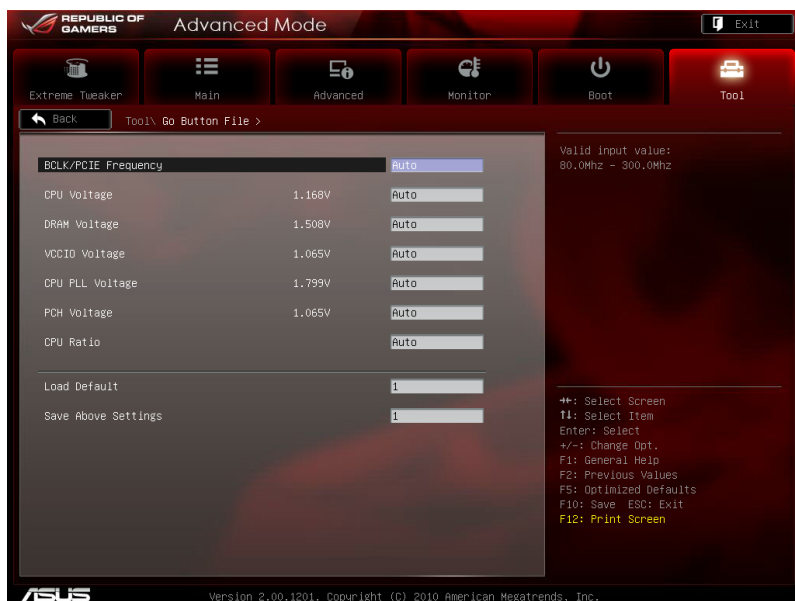 REPUBLIC OF
GAMERS
Advanced Mode
Exit
Extreme Tweaker
Main
Advanced
Monitor
Boot
Tool
Back
Tool\ Go Button File >
BCLK/PCIE Frequency Auto
CPU Voltage 1.168V Auto
DRAM Voltage 1.508V Auto
VCCIO Voltage 1.065V Auto
CPU PLL Voltage 1.799V Auto
PCH Voltage 1.065V Auto
CPU Ratio Auto
Load Default 1
Save Above Settings 1
Valid input value:
80.0Mhz - 300.0Mhz
→←: Select Screen
↑↓: Select Item
Enter: Select
+/-: Change Opt.
F1: General Help
F2: Previous Values
F5: Optimized Defaults
F10: Save ESC: Exit
F12: Print Screen
ASUS
Version 2.00.1201. Copyright (C) 2010 American Megatrends, Inc.